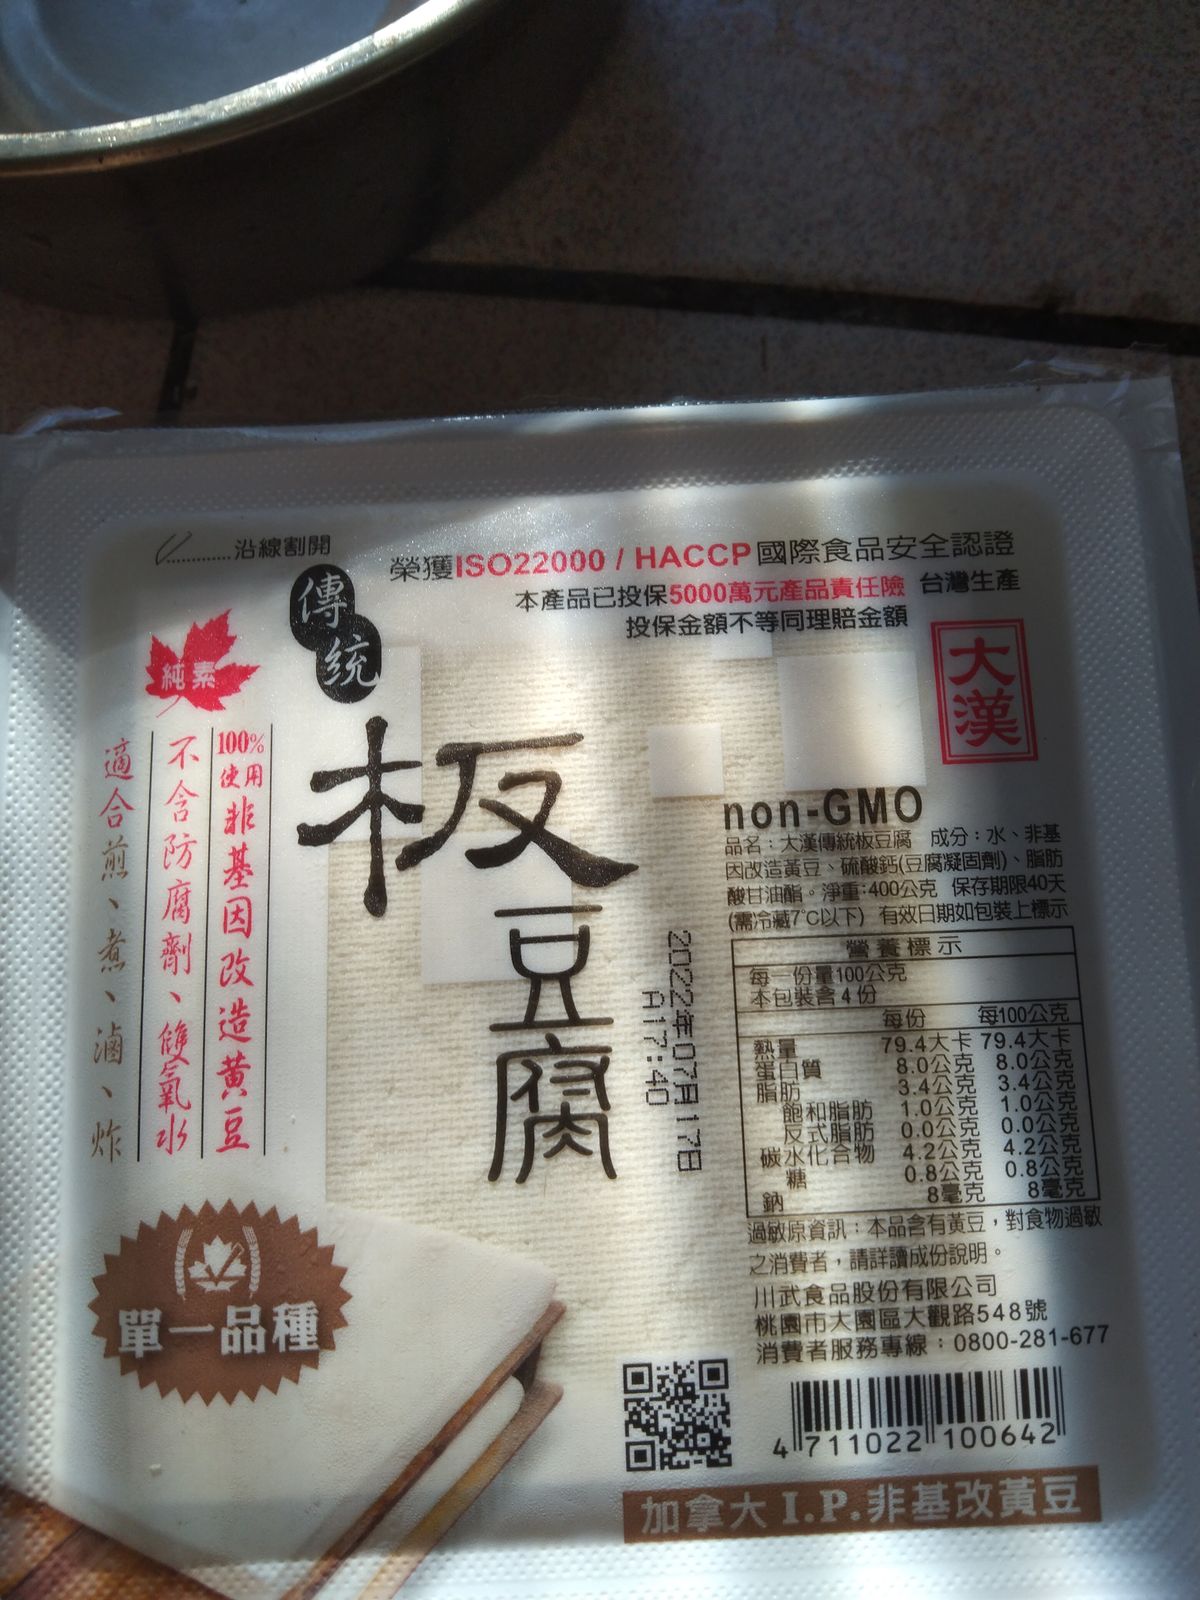 沿線割開
榮獲ISO22000 / HACCP國際食品安全認證
本產品已投保5000萬元產品責任險 台灣生產
投保金額不等同理賠金額
傳統
板豆腐
大漢
純素
100%使用非基因改造黃豆
不含防腐劑、雙氧水
適合煎、煮、滷、炸
non-GMO
品名：大漢傳統板豆腐 成分：水、非基
因改造黃豆、硫酸鈣(豆腐凝固劑)、脂肪
酸甘油酯。淨重：400公克 保存期限40天
(需冷藏7℃以下) 有效日期如包裝上標示
2022年07月17日
A17:40
營養標示
每一份量100公克
本包裝含4份
每份 每100公克
熱量 79.4大卡 79.4大卡
蛋白質 8.0公克 8.0公克
脂肪 3.4公克 3.4公克
飽和脂肪 1.0公克 1.0公克
反式脂肪 0.0公克 0.0公克
碳水化合物 4.2公克 4.2公克
糖 0.8公克 0.8公克
鈉 8毫克 8毫克
過敏原資訊：本品含有黃豆，對食物過敏
之消費者，請詳讀成份說明。
川武食品股份有限公司
桃園市大園區大觀路548號
消費者服務專線：0800-281-677
單一品種
4 711022 100642
加拿大 I.P.非基改黃豆